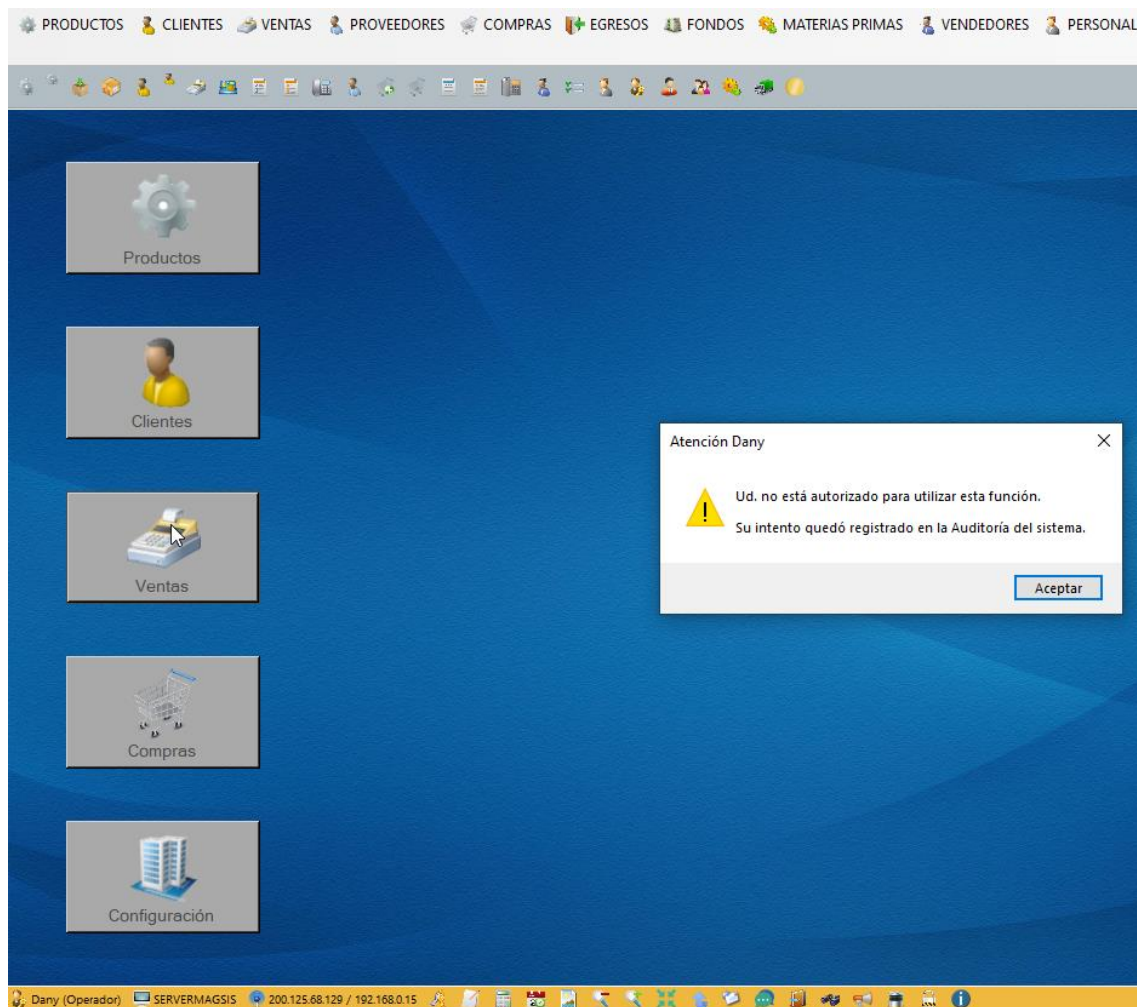 PRODUCTOS CLIENTES VENTAS PROVEEDORES COMPRAS EGRESOS FONDOS MATERIAS PRIMAS VENDEDORES PERSONAL
Productos
Clientes
Ventas
Compras
Configuración
Atención Dany
Ud. no está autorizado para utilizar esta función.
Su intento quedó registrado en la Auditoría del sistema.
Aceptar
Dany (Operador) SERVERMAGSIS 200.125.68.129 / 192.168.0.15